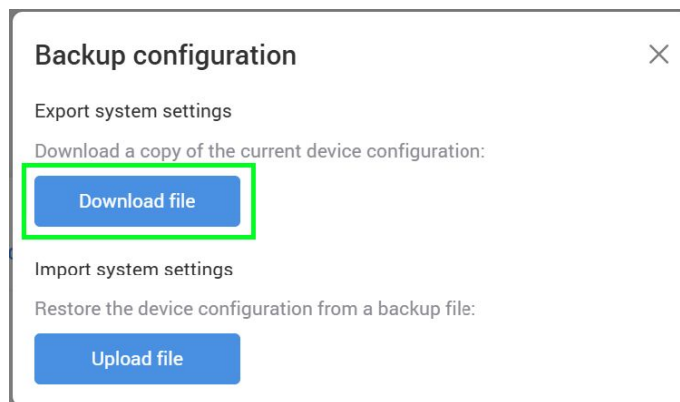 Backup configuration
Export system settings
Download a copy of the current device configuration:
Download file
Import system settings
Restore the device configuration from a backup file:
Upload file